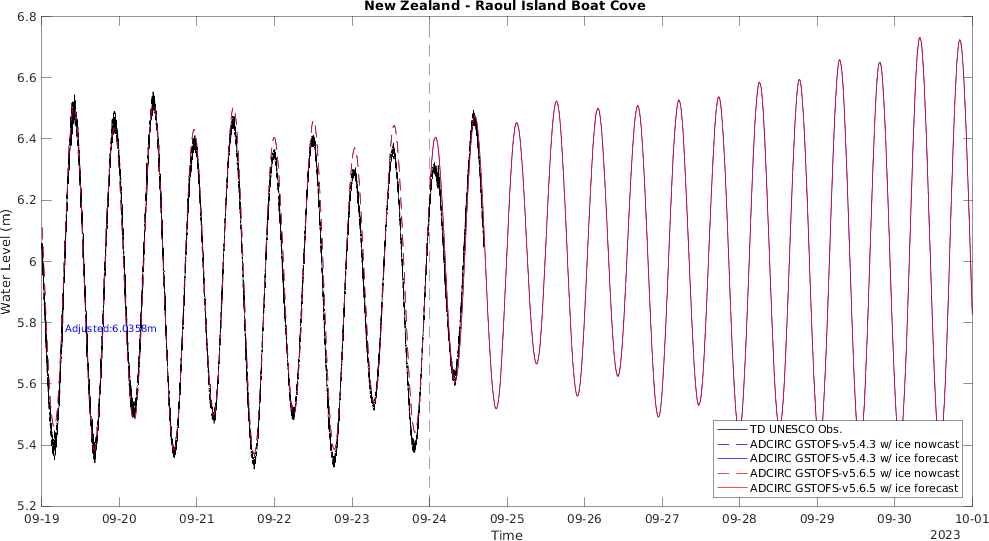 New Zealand - Raoul Island Boat Cove
6.8
6.6
6.4
6.2
6
5.8
5.6
5.4
5.2
Water Level (m)
Adjusted:6.0358m
TD UNESCO Obs.
ADCIRC GSTOFS-v5.4.3 w/ ice nowcast
ADCIRC GSTOFS-v5.4.3 w/ ice forecast
ADCIRC GSTOFS-v5.6.5 w/ ice nowcast
ADCIRC GSTOFS-v5.6.5 w/ ice forecast
09-19 09-20 09-21 09-22 09-23 09-24 09-25 09-26 09-27 09-28 09-29 09-30 10-01
Time
2023